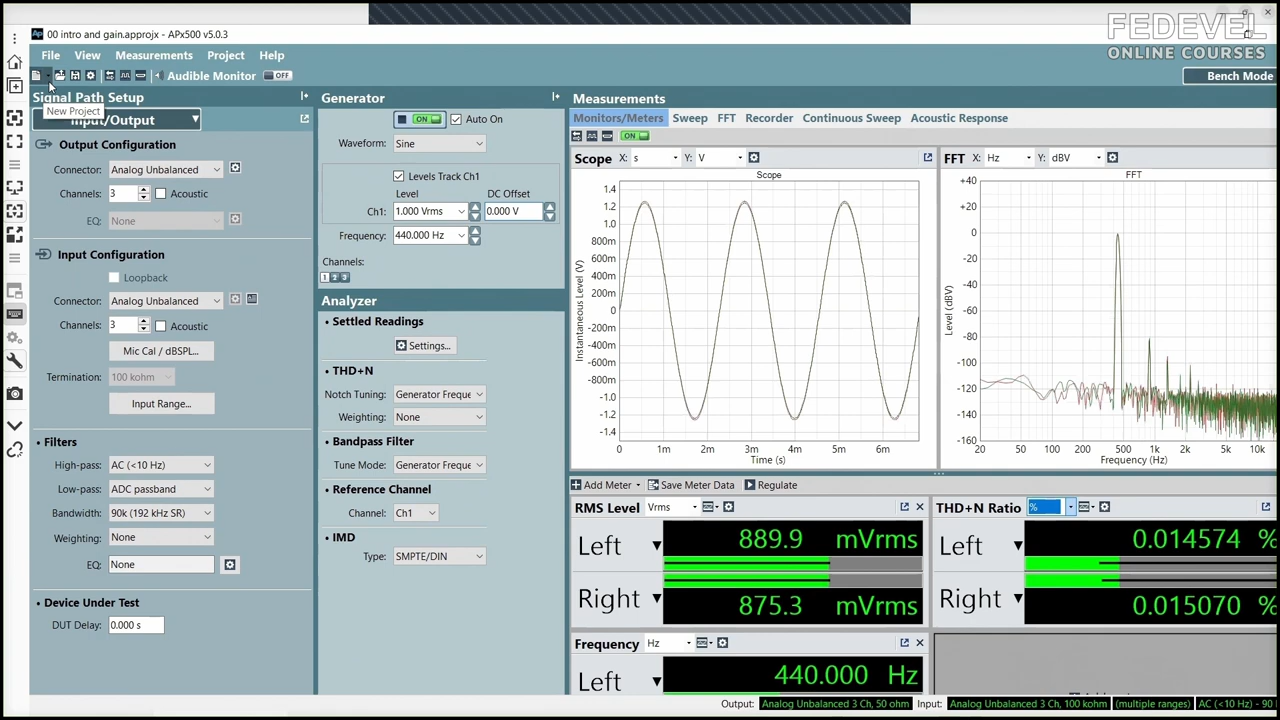 FEDEVEL
ONLINE COURSES
Ap 00 intro and gain.approjx - APx500 v5.0.3
File View Measurements Project Help
Audible Monitor OFF
Bench Mode
Signal Path Setup
New Project
Input/Output
Output Configuration
Connector: Analog Unbalanced
Channels: 3 Acoustic
EQ: None
Input Configuration
Loopback
Connector: Analog Unbalanced
Channels: 3 Acoustic
Mic Cal / dBSPL...
Termination: 100 kohm
Input Range...
Filters
High-pass: AC (<10 Hz)
Low-pass: ADC passband
Bandwidth: 90k (192 kHz SR)
Weighting: None
EQ: None
Device Under Test
DUT Delay: 0.000 s
Generator
ON Auto On
Waveform: Sine
Levels Track Ch1
Level DC Offset
Ch1: 1.000 Vrms 0.000 V
Frequency: 440.000 Hz
Channels:
1 2 3
Analyzer
Settled Readings
Settings...
THD+N
Notch Tuning: Generator Freque
Weighting: None
Bandpass Filter
Tune Mode: Generator Freque
Reference Channel
Channel: Ch1
IMD
Type: SMPTE/DIN
Measurements
Monitors/Meters Sweep FFT Recorder Continuous Sweep Acoustic Response
ON
Scope X: s Y: V
Scope
1.4
1.2
1.0
800m
600m
400m
200m
0
-200m
-400m
-600m
-800m
-1.0
-1.2
-1.4
Instantaneous Level (V)
0 1m 2m 3m 4m 5m 6m
Time (s)
FFT X: Hz Y: dBV
FFT
+40
+20
0
-20
-40
-60
-80
-100
-120
-140
-160
Level (dBV)
20 50 100 200 500 1k 2k 5k 10k
Frequency (Hz)
Add Meter Save Meter Data Regulate
RMS Level Vrms
Left 889.9 mVrms
Right 875.3 mVrms
THD+N Ratio %
Left 0.014574 %
Right 0.015070 %
Frequency Hz
Left 440.000 Hz
Output: Analog Unbalanced 3 Ch, 50 ohm Input: Analog Unbalanced 3 Ch, 100 kohm (multiple ranges) AC (<10 Hz) - 90